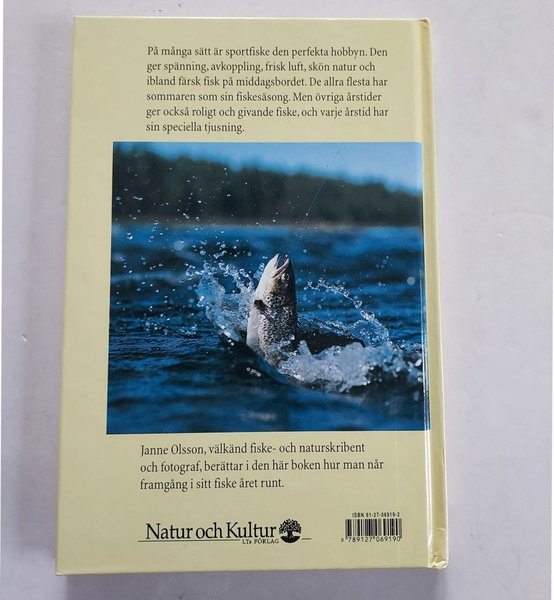 På många sätt är sportfiske den perfekta hobbyn. Den
ger spänning, avkoppling, frisk luft, skön natur och
ibland färsk fisk på middagsbordet. De allra flesta har
sommaren som sin fiskesäsong. Men övriga årstider
ger också roligt och givande fiske, och varje årstid har
sin speciella tjusning.
Janne Olsson, välkänd fiske- och naturskribent
och fotograf, berättar i den här boken hur man når
framgång i sitt fiske året runt.
ISBN 91-27-06919-2
Natur och Kultur
LTs FÖRLAG
9 789127 069190